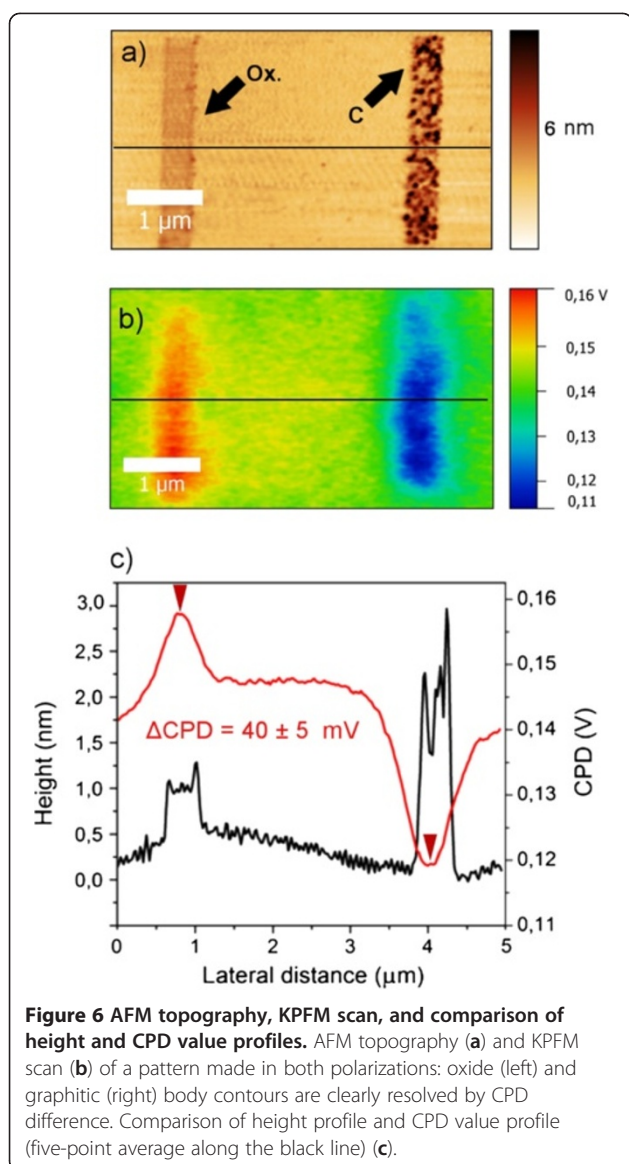 a)
Ox.
C
6 nm
1 µm
b)
0,16 V
0,15
0,14
0,13
0,12
0,11
1 µm
c)
3,0
2,5
2,0
1,5
1,0
0,5
0,0
Height (nm)
ΔCPD = 40 ± 5 mV
0,16
0,15
0,14
0,13
0,12
0,11
CPD (V)
0 1 2 3 4 5
Lateral distance (µm)
Figure 6 AFM topography, KPFM scan, and comparison of
height and CPD value profiles. AFM topography (a) and KPFM
scan (b) of a pattern made in both polarizations: oxide (left) and
graphitic (right) body contours are clearly resolved by CPD
difference. Comparison of height profile and CPD value profile
(five-point average along the black line) (c).